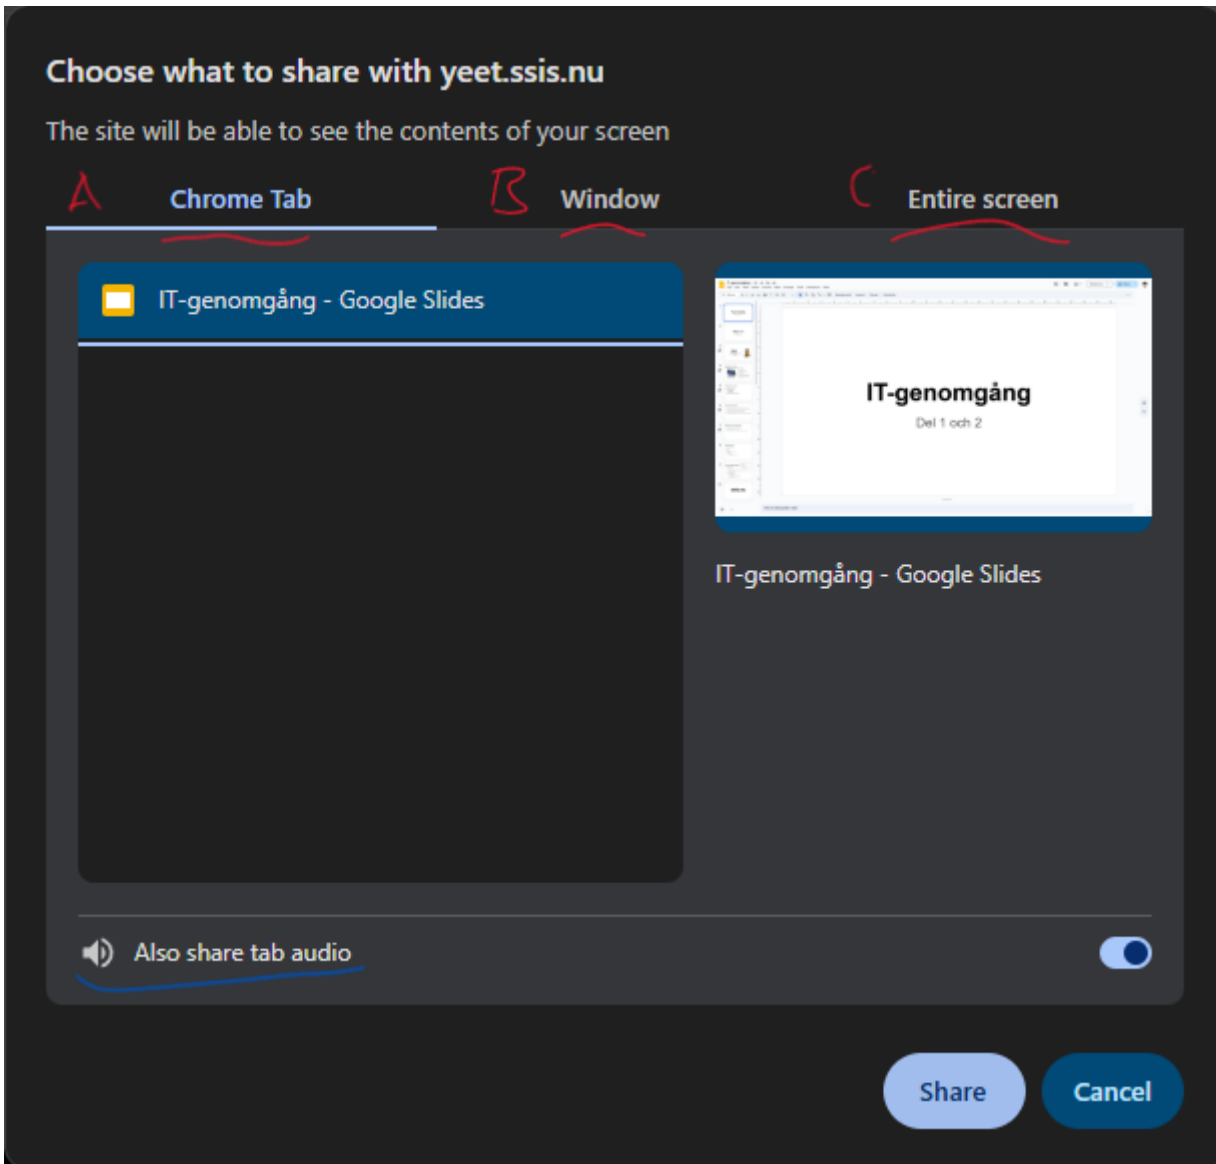 Choose what to share with yeet.ssis.nu
The site will be able to see the contents of your screen
A Chrome Tab B Window C Entire screen
IT-genomgång - Google Slides
IT-genomgång
Del 1 och 2
IT-genomgång - Google Slides
Also share tab audio
Share Cancel